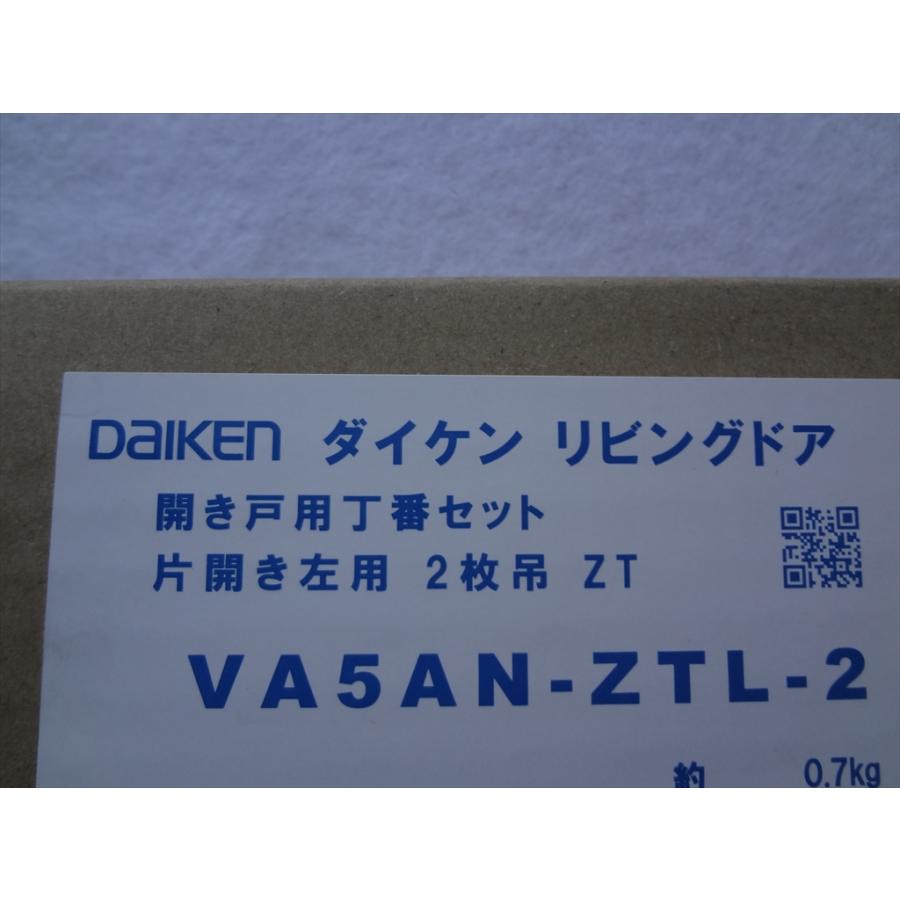 DAIKEN ダイケン リビングドア
開き戸用丁番セット
片開き左用 2枚吊 ZT
VA5AN-ZTL-2
約 0.7kg